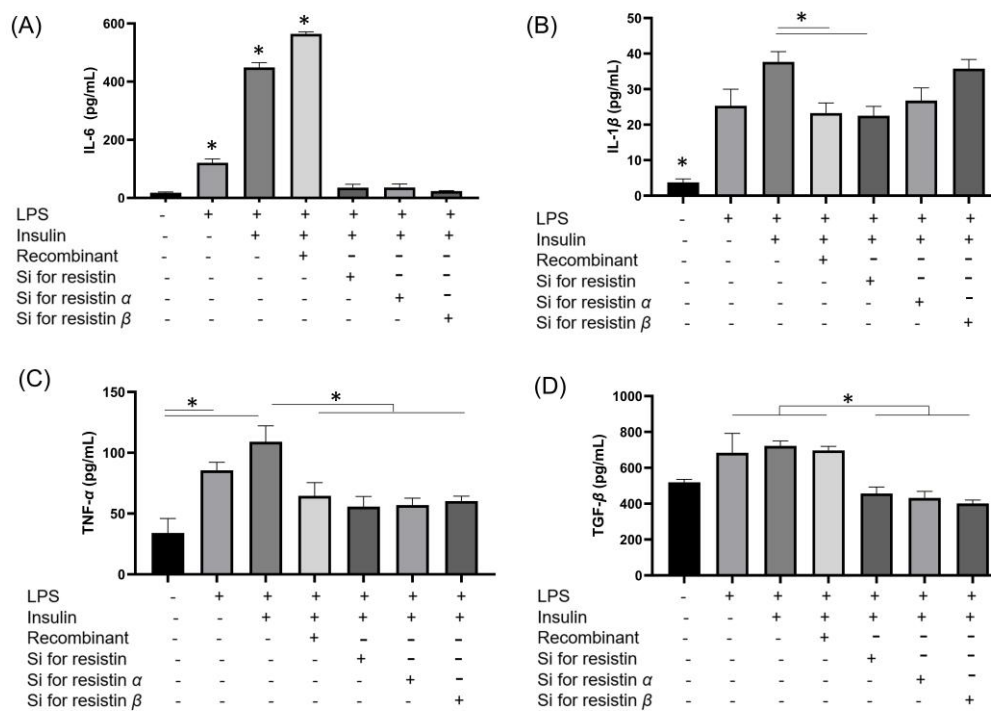 (A)
IL-6 (pg/mL)
600
400
200
0
* * *
LPS - + + + + + +
Insulin - - + + + + +
Recombinant - - - + - - -
Si for resistin - - - - + - -
Si for resistin α - - - - - + -
Si for resistin β - - - - - - +
(B)
IL-1β (pg/mL)
50
40
30
20
10
0
* *
LPS - + + + + + +
Insulin - - + + + + +
Recombinant - - - + - - -
Si for resistin - - - - + - -
Si for resistin α - - - - - + -
Si for resistin β - - - - - - +
(C)
TNF-α (pg/mL)
150
100
50
0
* *
LPS - + + + + + +
Insulin - - + + + + +
Recombinant - - - + - - -
Si for resistin - - - - + - -
Si for resistin α - - - - - + -
Si for resistin β - - - - - - +
(D)
TGF-β (pg/mL)
1000
800
600
400
200
0
*
LPS - + + + + + +
Insulin - - + + + + +
Recombinant - - - + - - -
Si for resistin - - - - + - -
Si for resistin α - - - - - + -
Si for resistin β - - - - - - +